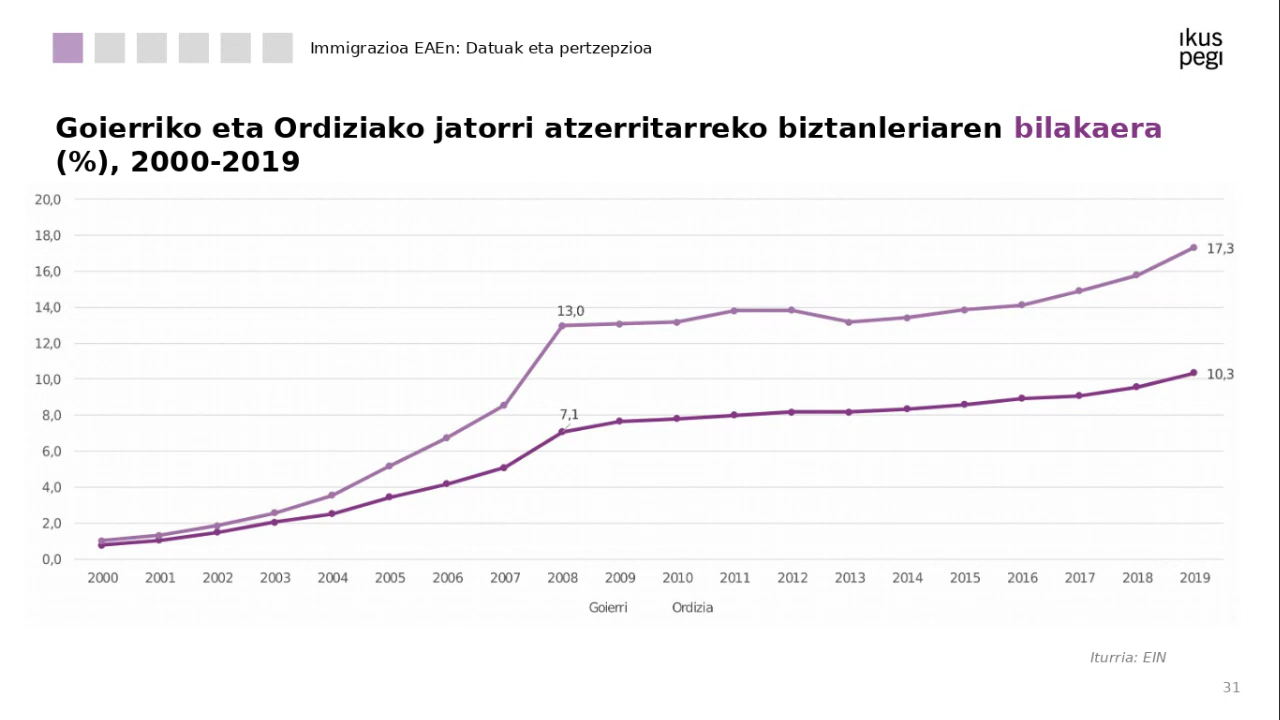 Immigrazioa EAEn: Datuak eta pertzepzioa
ıkus
pegı
Goierriko eta Ordiziako jatorri atzerritarreko biztanleriaren bilakaera
(%), 2000-2019
20,0
18,0
16,0
14,0
12,0
10,0
8,0
6,0
4,0
2,0
0,0
13,0
7,1
17,3
10,3
2000 2001 2002 2003 2004 2005 2006 2007 2008 2009 2010 2011 2012 2013 2014 2015 2016 2017 2018 2019
Goierri Ordizia
Iturria: EIN
31